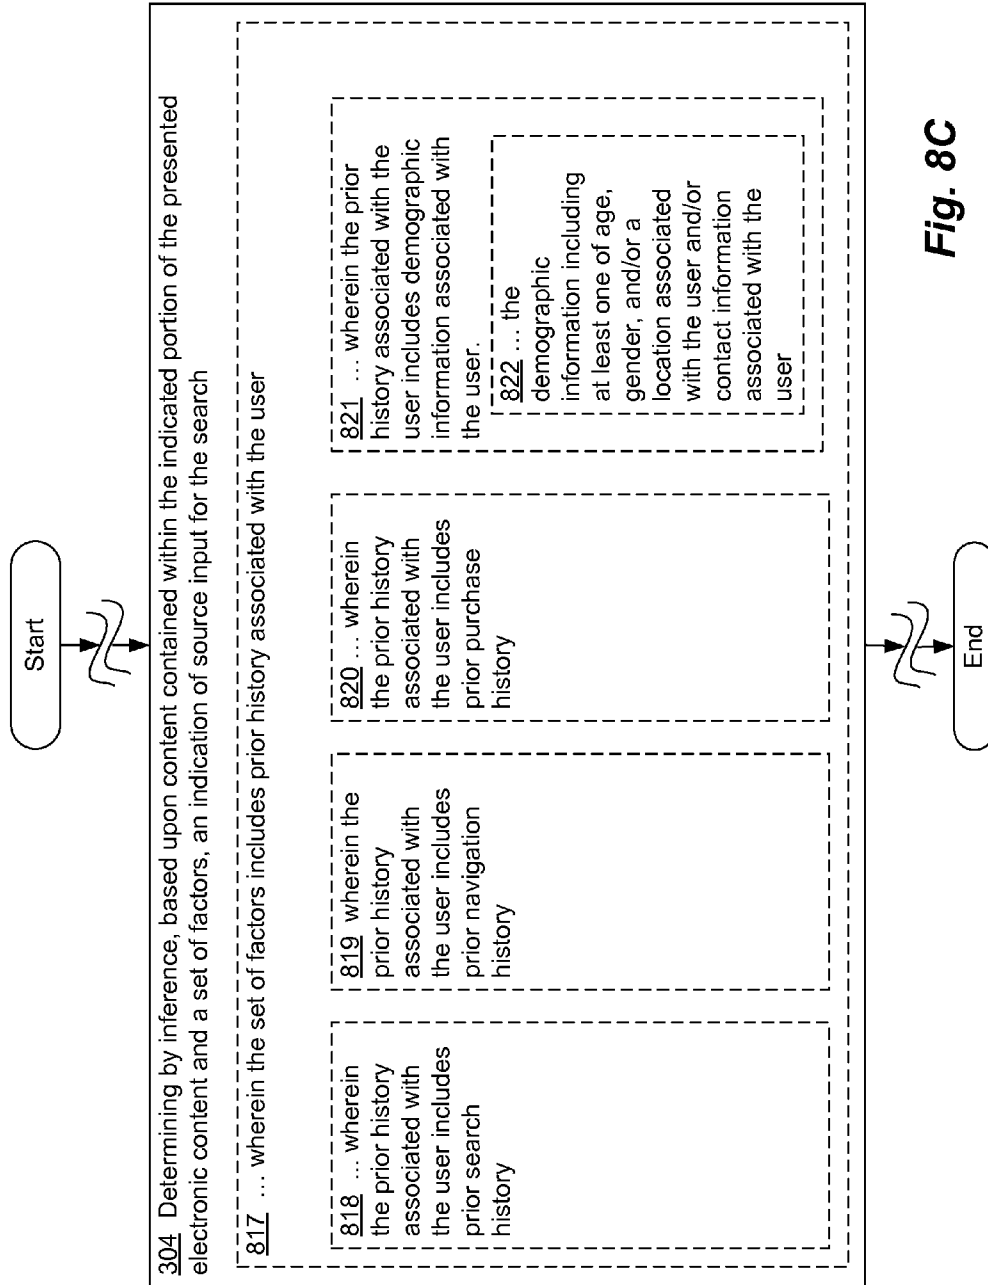 Start
304 Determining by inference, based upon content contained within the indicated portion of the presented
electronic content and a set of factors, an indication of source input for the search
817 ... wherein the set of factors includes prior history associated with the user
818 ... wherein
the prior history
associated with
the user includes
prior search
history
819 wherein the
prior history
associated with
the user includes
prior navigation
history
820 ... wherein
the prior history
associated with
the user includes
prior purchase
history
821 ... wherein the prior
history associated with the
user includes demographic
information associated with
the user.
822 ... the
demographic
information including
at least one of age,
gender, and/or a
location associated
with the user and/or
contact information
associated with the
user
End
Fig. 8C